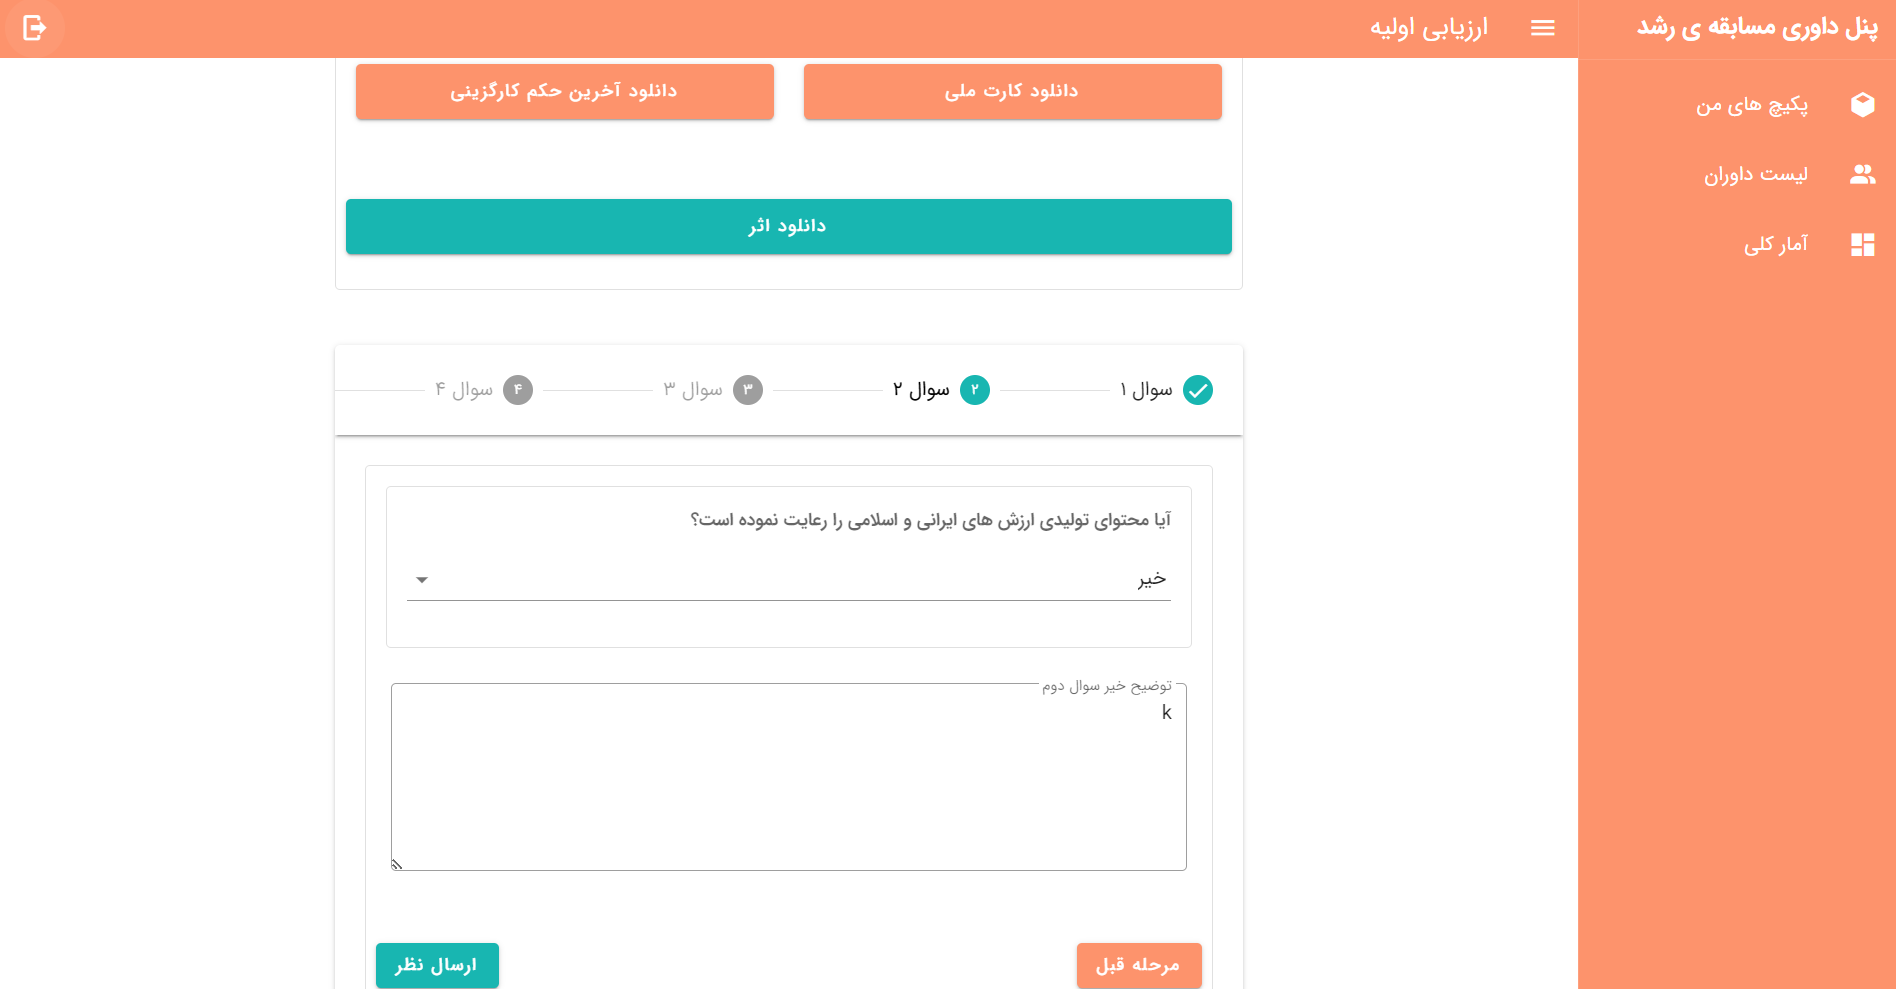 پنل داوری مسابقه ی رشد
ارزیابی اولیه
پکیچ های من
لیست داوران
آمار کلی
دانلود کارت ملی
دانلود آخرین حکم کارگزینی
دانلود اثر
سوال ۱
۲ سوال ۲
۳ سوال ۳
۴ سوال ۴
آیا محتوای تولیدی ارزش های ایرانی و اسلامی را رعایت نموده است؟
خیر
توضیح خیر سوال دوم
k
مرحله قبل
ارسال نظر